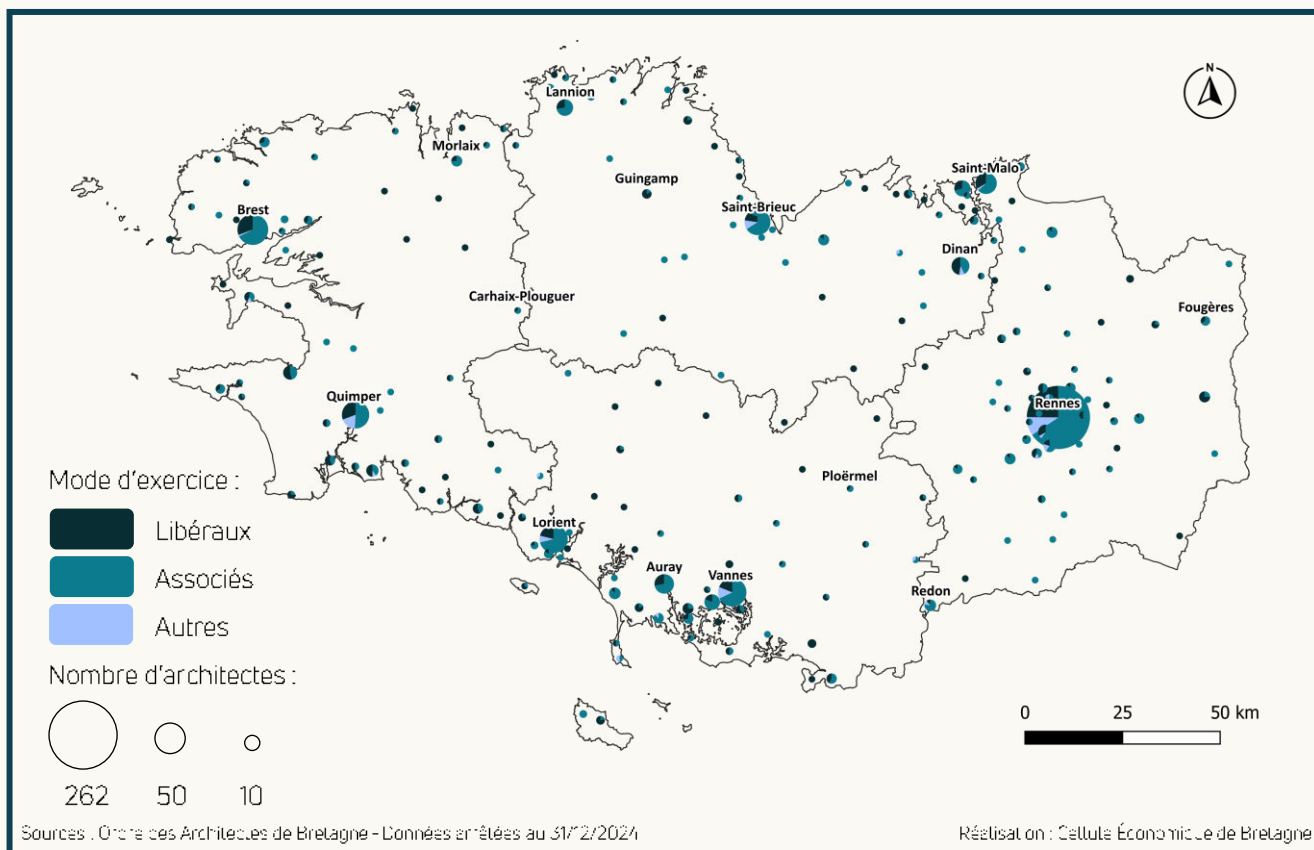 N
Lannion
Morlaix
Guingamp
Saint-Malo
Brest
Saint-Brieuc
Dinan
Carhaix-Plouguer
Fougères
Quimper
Rennes
Ploërmel
Lorient
Auray
Vannes
Redon
Mode d'exercice :
Libéraux
Associés
Autres
Nombre d'architectes :
262 50 10
0 25 50 km
Sources : Ordre des Architectes de Bretagne - Données arrêtées au 31/12/2024
Réalisation : Cellule Économique de Bretagne